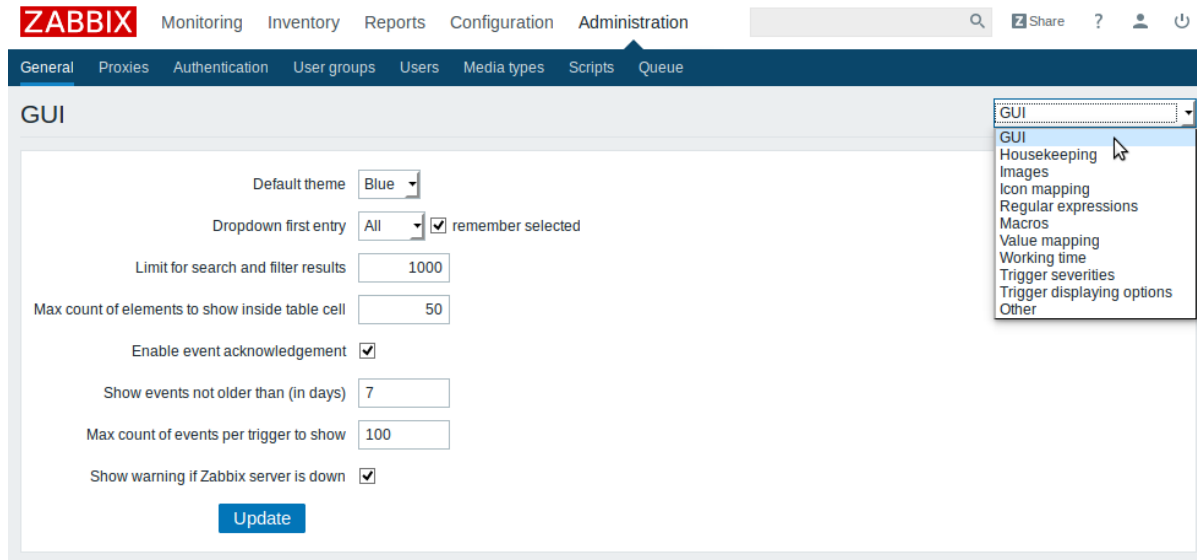 ZABBIX Monitoring Inventory Reports Configuration Administration Z Share ?
General Proxies Authentication User groups Users Media types Scripts Queue
GUI
GUI
GUI
Housekeeping
Images
Icon mapping
Regular expressions
Macros
Value mapping
Working time
Trigger severities
Trigger displaying options
Other
Default theme Blue
Dropdown first entry All remember selected
Limit for search and filter results 1000
Max count of elements to show inside table cell 50
Enable event acknowledgement
Show events not older than (in days) 7
Max count of events per trigger to show 100
Show warning if Zabbix server is down
Update